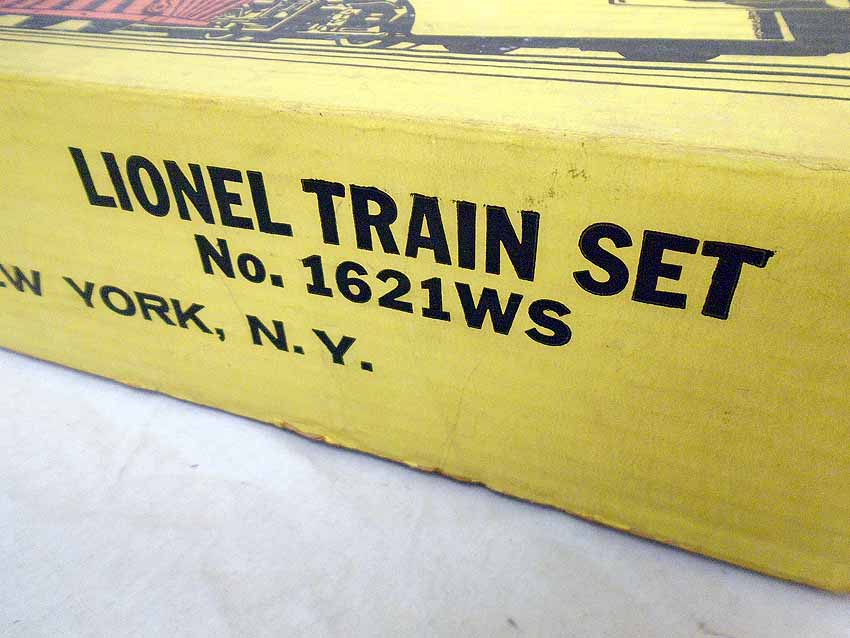 LIONEL TRAIN SET
No. 1621WS
YORK, N.Y.